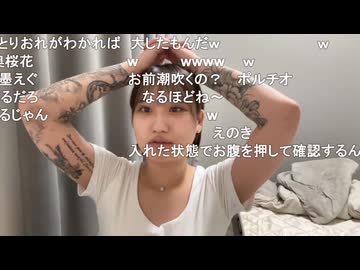 とりおれがわかれば 大したもんだw w
奥桜花 w wwww w
墨えぐ お前潮吹くの？ ポルチオ
るだろ なるほどね～
るじゃん w
えのき
入れた状態でお腹を押して確認するん